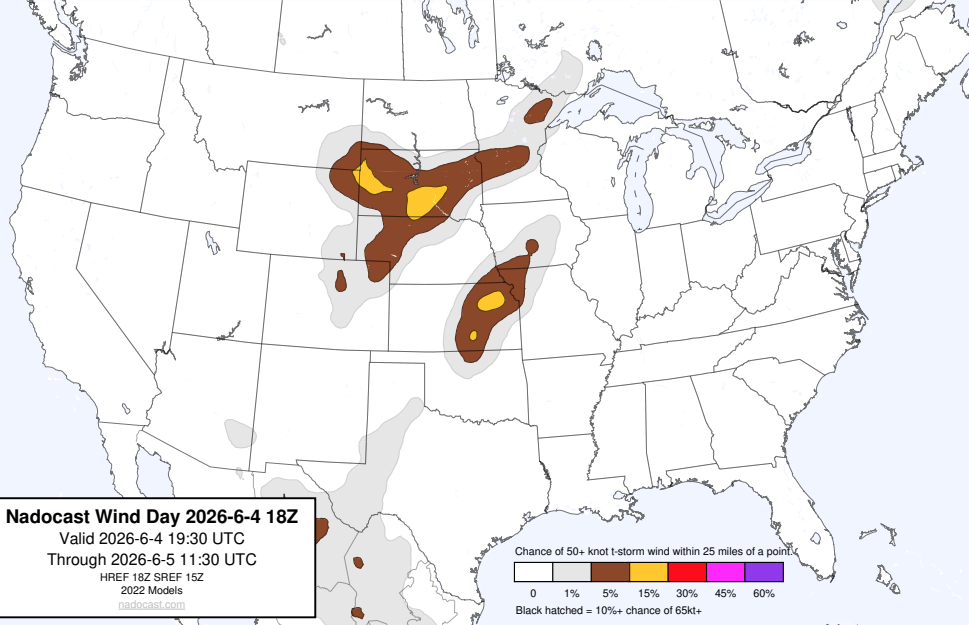 Nadocast Wind Day 2026-6-4 18Z
Valid 2026-6-4 19:30 UTC
Through 2026-6-5 11:30 UTC
HREF 18Z SREF 15Z
2022 Models
nadocast.com
Chance of 50+ knot t-storm wind within 25 miles of a point.
0 1% 5% 15% 30% 45% 60%
Black hatched = 10%+ chance of 65kt+